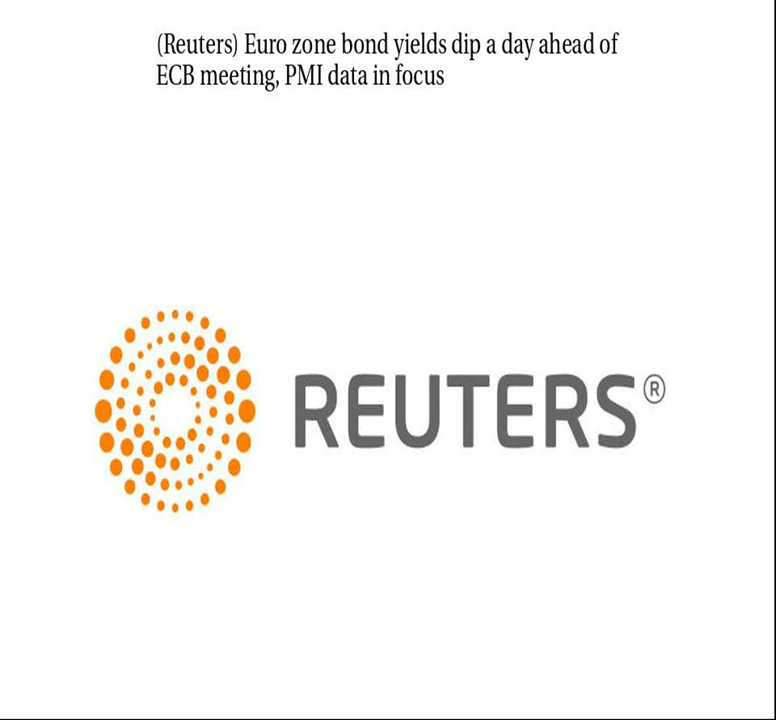 (Reuters) Euro zone bond yields dip a day ahead of
ECB meeting, PMI data in focus
REUTERS®